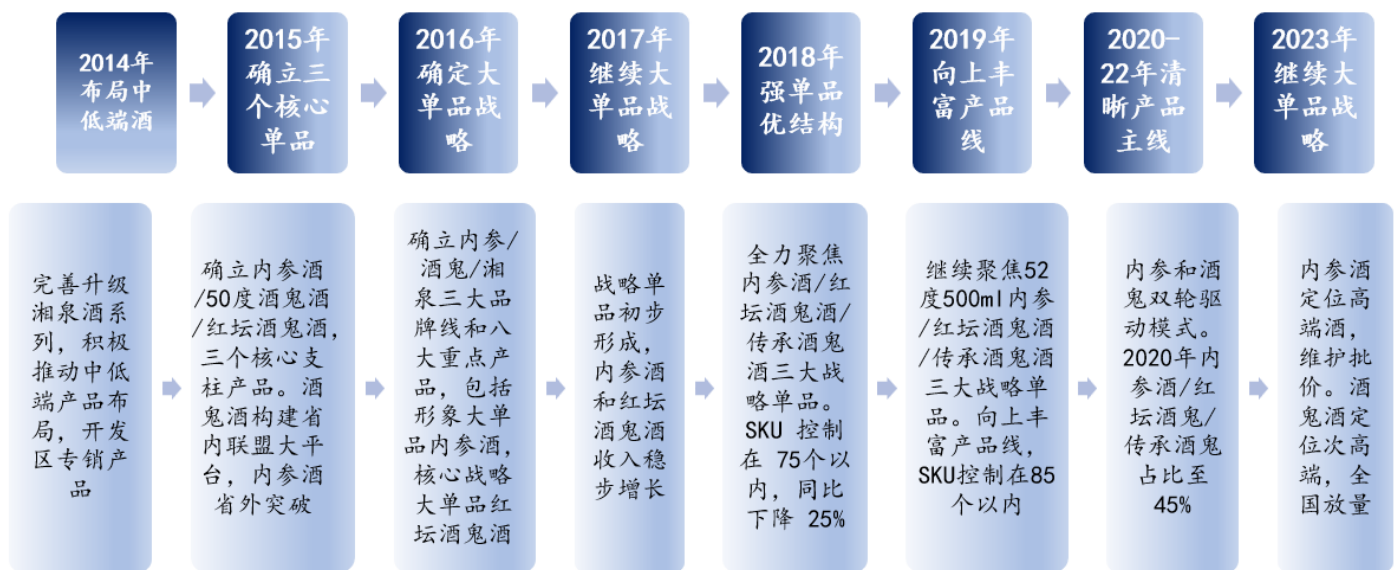 2014年
布局中
低端酒
2015年
确立三
个核心
单品
2016年
确定大
单品战
略
2017年
继续大
单品战
略
2018年
强单品
优结构
2019年
向上丰
富产品
线
2020-
22年清
晰产品
主线
2023年
继续大
单品战
略
完善升级
湘泉酒系
列，积极
推动中低
端产品布
局，开发
区专销产
品
确立内参酒
/50度酒鬼酒
/红坛酒鬼酒，
三个核心支
柱产品。酒
鬼酒构建省
内联盟大平
台，内参酒
省外突破
确立内参/
酒鬼/湘
泉三大品
牌线和八
大重点产
品，包括
形象大单
品内参酒，
核心战略
大单品红
坛酒鬼酒
战略单
品初步
形成，
内参酒
和红坛
酒鬼酒
收入稳
步增长
全力聚焦
内参酒/红
坛酒鬼酒/
传承酒鬼
酒三大战
略单品。
SKU 控制
在 75个以
内，同比
下降 25%
继续聚焦52
度500ml内参
/红坛酒鬼酒
/传承酒鬼酒
三大战略单
品。向上丰
富产品线，
SKU控制在85
个以内
内参和酒
鬼双轮驱
动模式。
2020年内
参酒/红
坛酒鬼/
传承酒鬼
占比至
45%
内参酒
定位高
端酒，
维护批
价。酒
鬼酒定
位次高
端，全
国放量